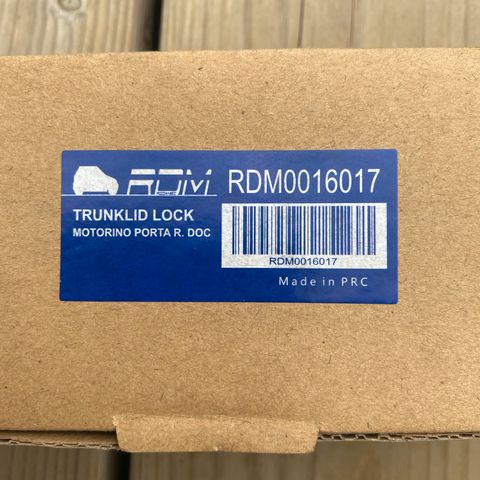 RDM RDM0016017
TRUNKLID LOCK
MOTORINO PORTA R. DOC
RDM0016017
Made in PRC